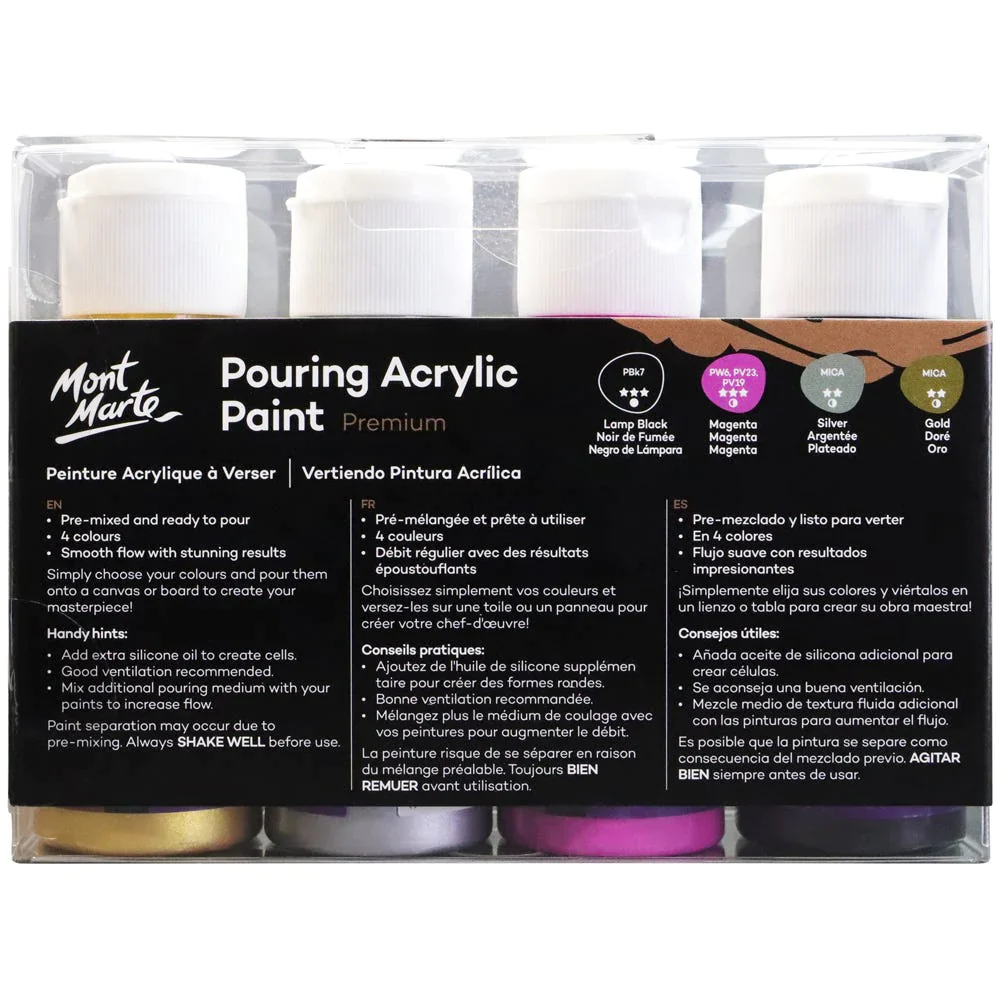 Mont
Marte
Pouring Acrylic
Paint Premium
PBk7
★★★
Lamp Black
Noir de Fumée
Negro de Lámpara
PW6, PV23,
PV19
★★★
Magenta
Magenta
Magenta
MICA
★★
Silver
Argentée
Plateado
MICA
★★
Gold
Doré
Oro
Peinture Acrylique à Verser | Vertiendo Pintura Acrílica
EN
• Pre-mixed and ready to pour
• 4 colours
• Smooth flow with stunning results
Simply choose your colours and pour them
onto a canvas or board to create your
masterpiece!
Handy hints:
• Add extra silicone oil to create cells.
• Good ventilation recommended.
• Mix additional pouring medium with your
paints to increase flow.
Paint separation may occur due to
pre-mixing. Always SHAKE WELL before use.
FR
• Pré-mélangée et prête à utiliser
• 4 couleurs
• Débit régulier avec des résultats
époustouflants
Choisissez simplement vos couleurs et
versez-les sur une toile ou un panneau pour
créer votre chef-d'œuvre!
Conseils pratiques:
• Ajoutez de l'huile de silicone supplémen
taire pour créer des formes rondes.
• Bonne ventilation recommandée.
• Mélangez plus le médium de coulage avec
vos peintures pour augmenter le débit.
La peinture risque de se séparer en raison
du mélange préalable. Toujours BIEN
REMUER avant utilisation.
ES
• Pre-mezclado y listo para verter
• En 4 colores
• Flujo suave con resultados
impresionantes
¡Simplemente elija sus colores y viértalos en
un lienzo o tabla para crear su obra maestra!
Consejos útiles:
• Añada aceite de silicona adicional para
crear células.
• Se aconseja una buena ventilación.
• Mezcle medio de textura fluida adicional
con las pinturas para aumentar el flujo.
Es posible que la pintura se separe como
consecuencia del mezclado previo. AGITAR
BIEN siempre antes de usar.